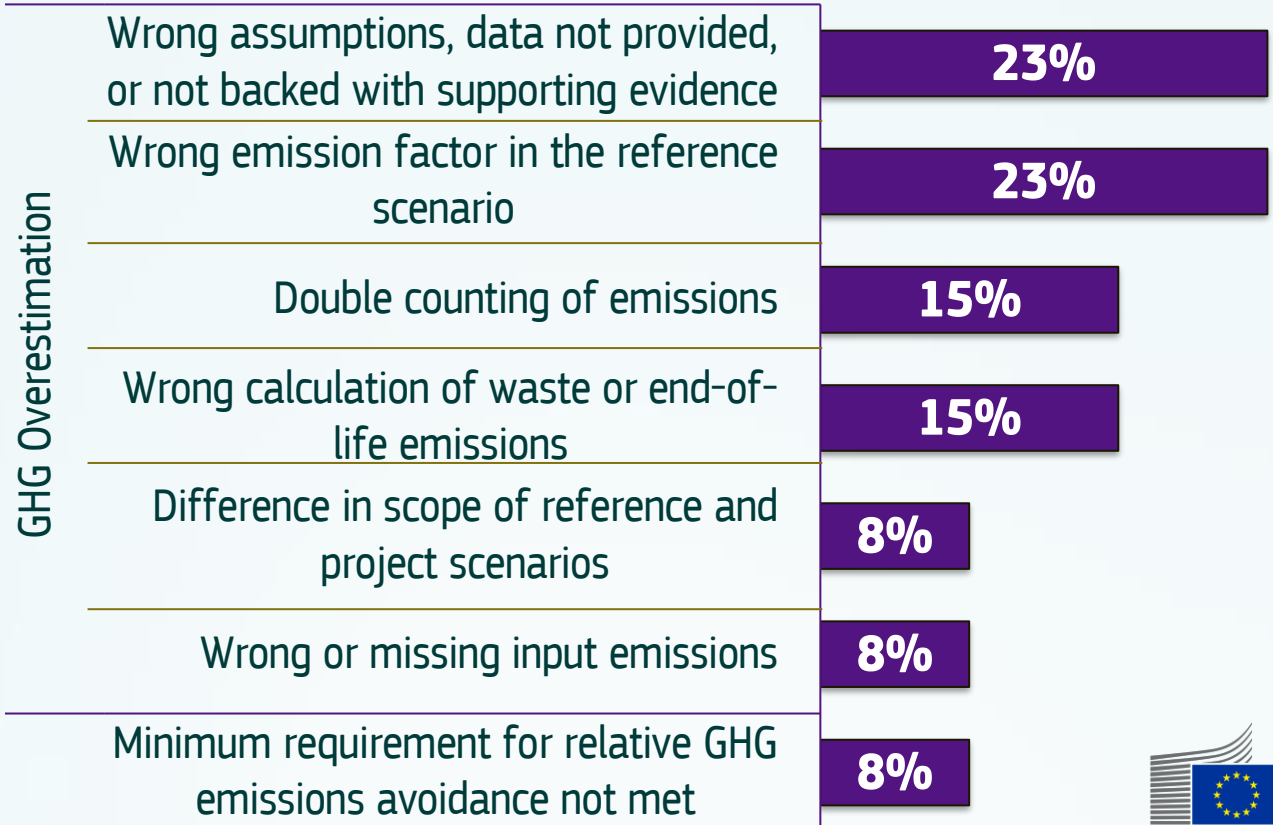 GHG Overestimation
Wrong assumptions, data not provided,
or not backed with supporting evidence
23%
Wrong emission factor in the reference
scenario
23%
Double counting of emissions
15%
Wrong calculation of waste or end-of-
life emissions
15%
Difference in scope of reference and
project scenarios
8%
Wrong or missing input emissions
8%
Minimum requirement for relative GHG
emissions avoidance not met
8%